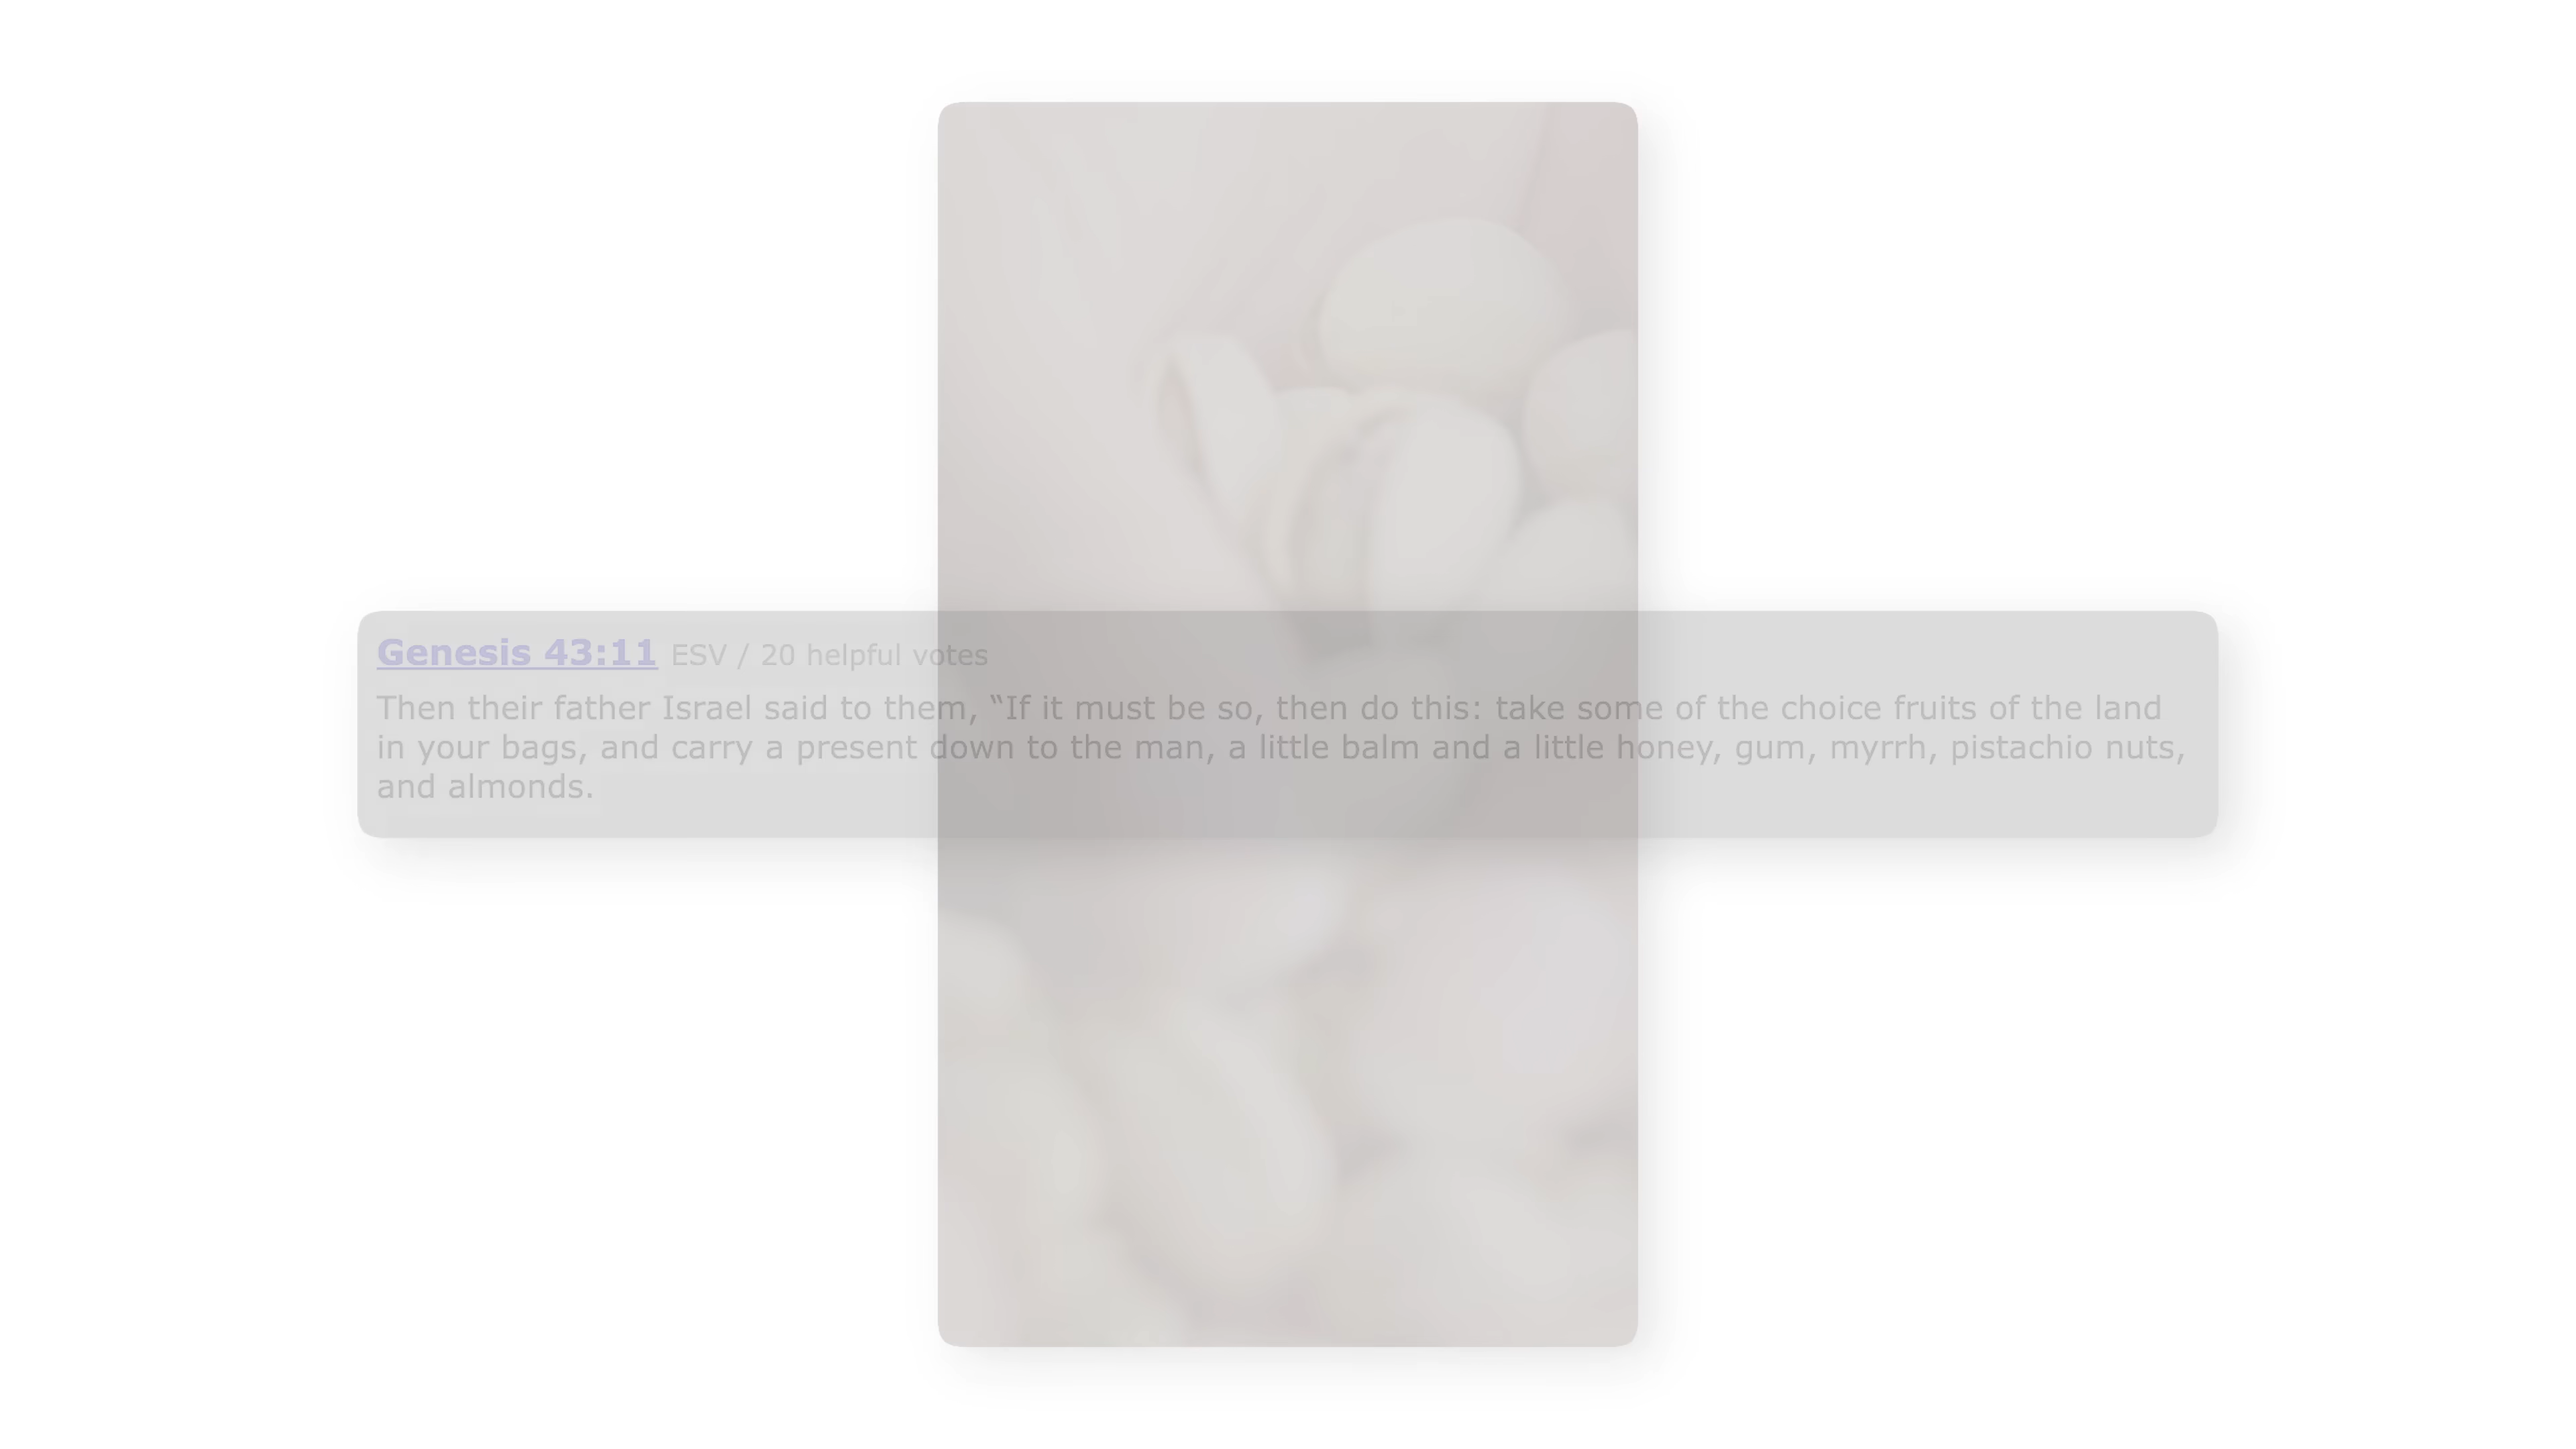 Genesis 43:11 ESV / 20 helpful votes
Then their father Israel said to them, “If it must be so, then do this: take some of the choice fruits of the land
in your bags, and carry a present down to the man, a little balm and a little honey, gum, myrrh, pistachio nuts,
and almonds.